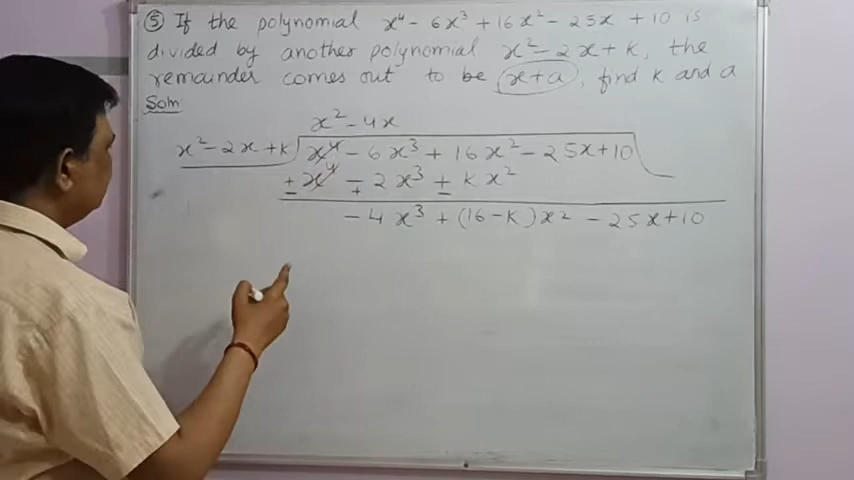 ⑤ If the polynomial x⁴ - 6x³ + 16x² - 25x + 10 is
divided by another polynomial x² - 2x + k, the
remainder comes out to be x + a, find k and a
Soln
x² - 4x
x² - 2x + k x⁴ - 6x³ + 16x² - 25x + 10
± x⁴ ∓ 2x³ ± kx²
- 4x³ + (16 - k)x² - 25x + 10